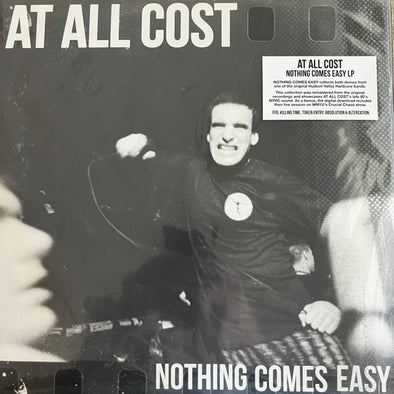 AT ALL COST
AT ALL COST
NOTHING COMES EASY LP
NOTHING COMES EASY collects both demos from
one of the original Hudson Valley Hardcore bands.
This collection was remastered from the original
recordings and showcases AT ALL COST's late 80's
NYHC sound. As a bonus, the digital download includes
their live session on WNYU's Crucial Chaos show.
FFO: KILLING TIME, TOKEN ENTRY, ABSOLUTION & ALTERCATION
NOTHING COMES EASY